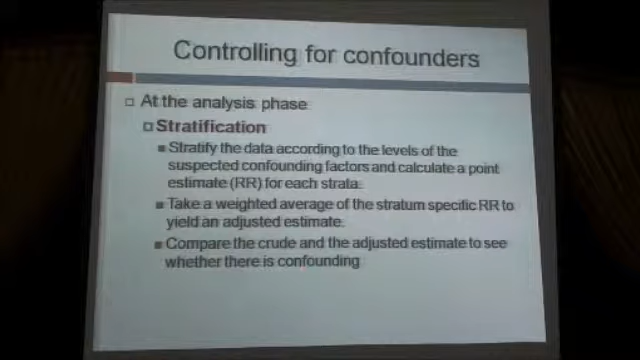 Controlling for confounders
At the analysis phase
Stratification
Stratify the data according to the levels of the
suspected confounding factors and calculate a point
estimate (RR) for each strata.
Take a weighted average of the stratum specific RR to
yield an adjusted estimate.
Compare the crude and the adjusted estimate to see
whether there is confounding